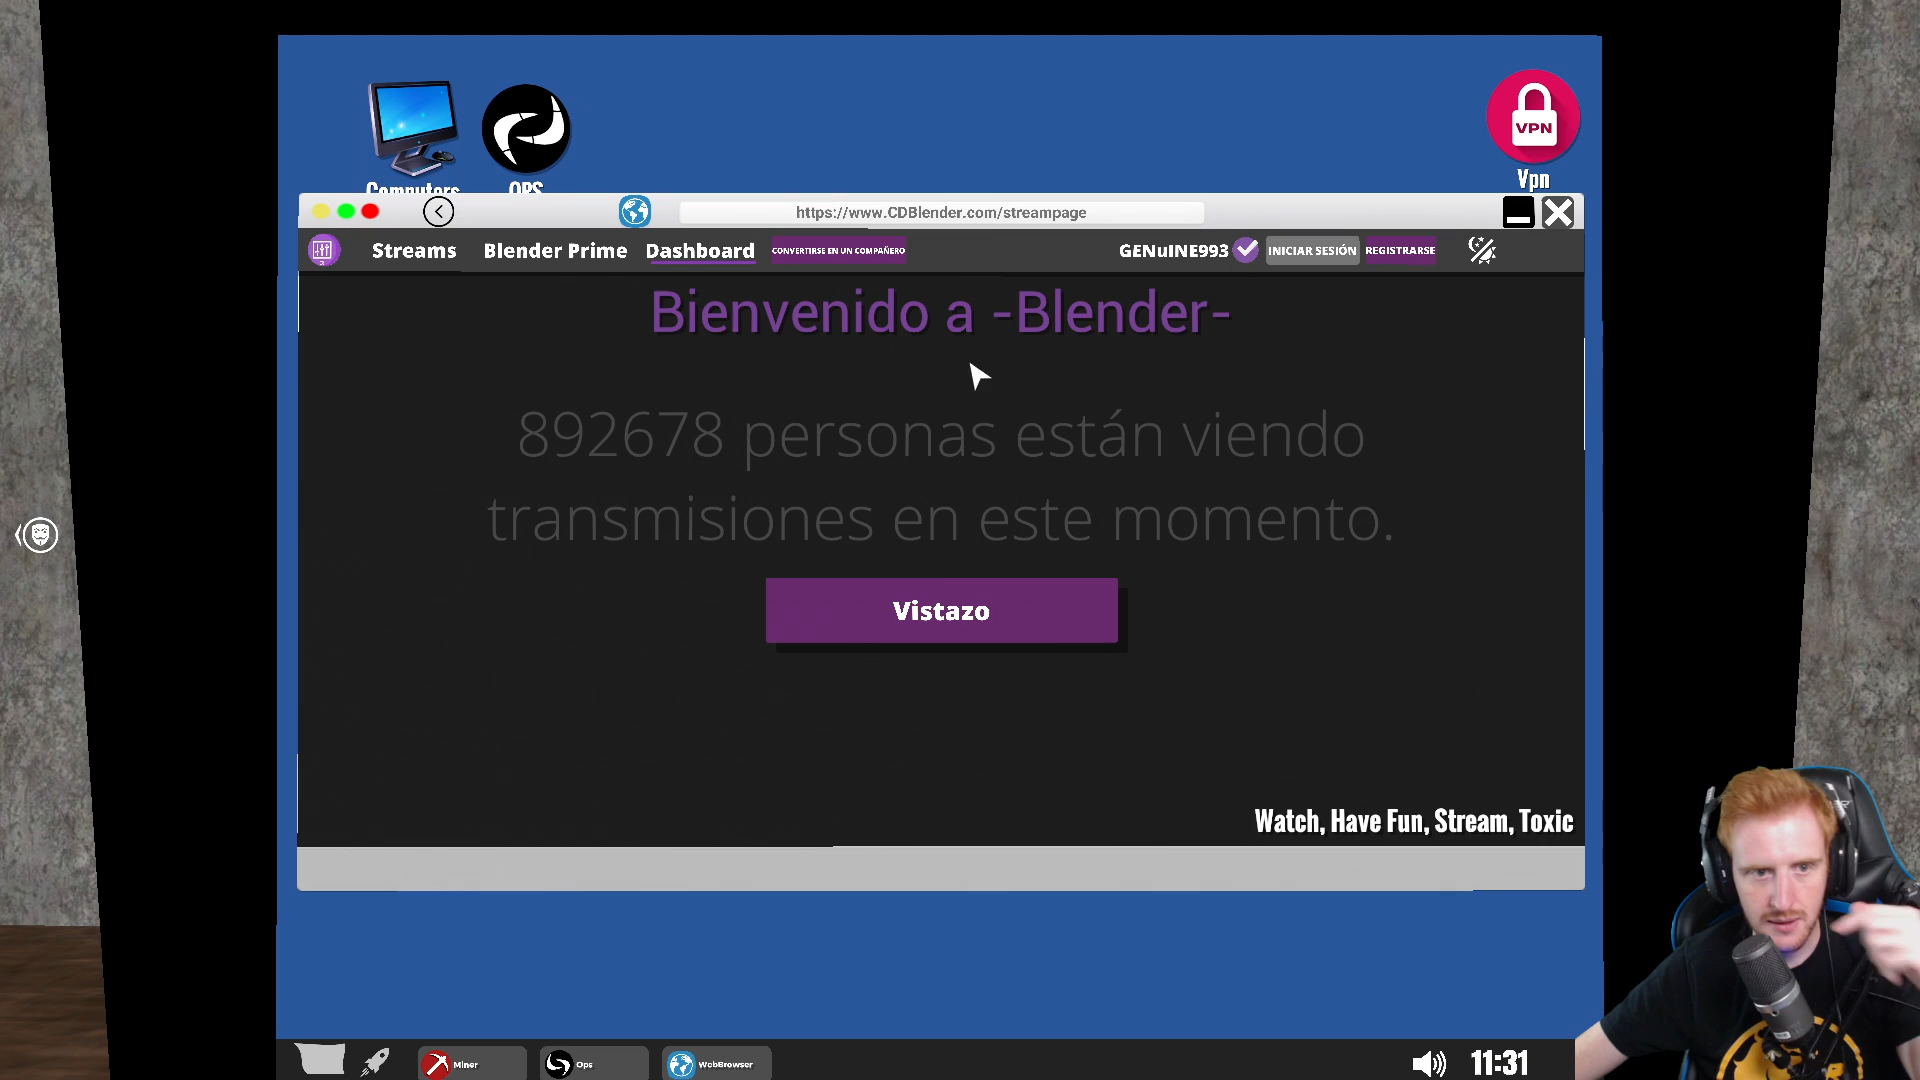 VPN
Computers
OPS
Vpn
https://www.CDBlender.com/streampage
Streams
Blender Prime
Dashboard
CONVERTIRSE EN UN COMPAÑERO
GENuINE993
INICIAR SESIÓN
REGISTRARSE
Bienvenido a -Blender-
892678 personas están viendo
transmisiones en este momento.
Vistazo
Watch, Have Fun, Stream, Toxic
Miner
Ops
WebBrowser
11:31